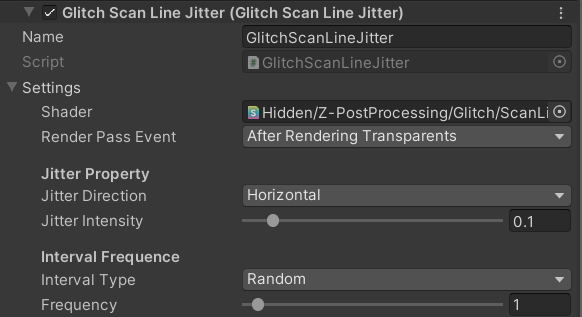 Glitch Scan Line Jitter (Glitch Scan Line Jitter)
Name GlitchScanLineJitter
Script GlitchScanLineJitter
Settings
Shader Hidden/Z-PostProcessing/Glitch/ScanLi
Render Pass Event After Rendering Transparents
Jitter Property
Jitter Direction Horizontal
Jitter Intensity 0.1
Interval Frequence
Interval Type Random
Frequency 1